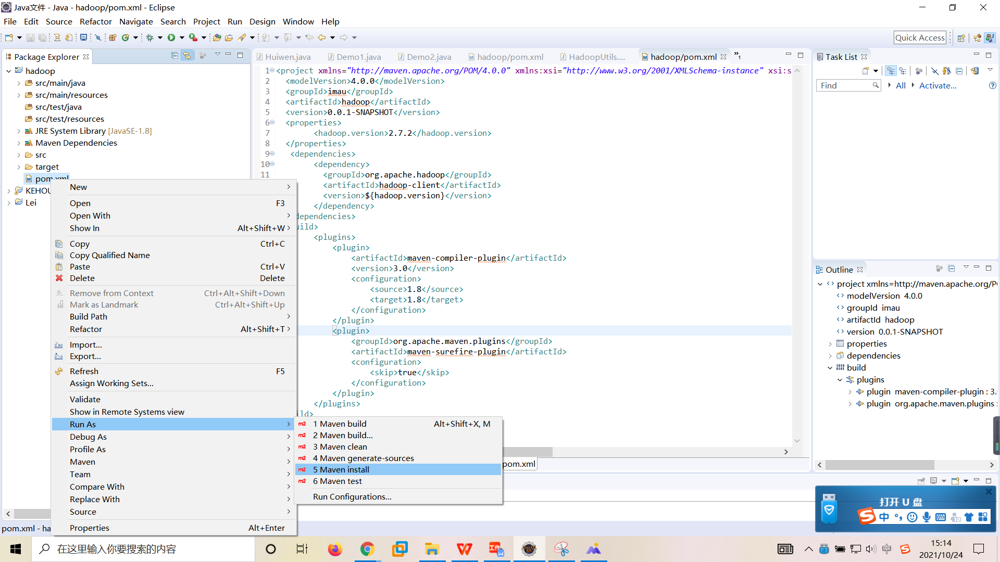 Java文件 - Java - hadoop/pom.xml - Eclipse
File Edit Source Refactor Navigate Search Project Run Design Window Help
Quick Access
Package Explorer
hadoop
src/main/java
src/main/resources
src/test/java
src/test/resources
JRE System Library [JavaSE-1.8]
Maven Dependencies
src
target
pom.xml
KEHOU
Lei
New
Open F3
Open With
Show In Alt+Shift+W
Copy Ctrl+C
Copy Qualified Name
Paste Ctrl+V
Delete Delete
Remove from Context Ctrl+Alt+Shift+Down
Mark as Landmark Ctrl+Alt+Shift+Up
Build Path
Refactor Alt+Shift+T
Import...
Export...
Refresh F5
Assign Working Sets...
Validate
Show in Remote Systems view
Run As
Debug As
Profile As
Maven
Team
Compare With
Replace With
Source
Properties Alt+Enter
1 Maven build Alt+Shift+X, M
2 Maven build...
3 Maven clean
4 Maven generate-sources
5 Maven install
6 Maven test
Run Configurations...
Huiwen.java Demo1.java Demo2.java hadoop/pom.xml HadoopUtils.... hadoop/pom.xml »1
1 <project xmlns="http://maven.apache.org/POM/4.0.0" xmlns:xsi="http://www.w3.org/2001/XMLSchema-instance" xsi:s
2 <modelVersion>4.0.0</modelVersion>
3 <groupId>imau</groupId>
4 <artifactId>hadoop</artifactId>
5 <version>0.0.1-SNAPSHOT</version>
6 <properties>
7 <hadoop.version>2.7.2</hadoop.version>
8 </properties>
9 <dependencies>
10 <dependency>
11 <groupId>org.apache.hadoop</groupId>
<artifactId>hadoop-client</artifactId>
<version>${hadoop.version}</version>
</dependency>
dependencies>
ild>
<plugins>
<plugin>
<artifactId>maven-compiler-plugin</artifactId>
<version>3.0</version>
<configuration>
<source>1.8</source>
<target>1.8</target>
</configuration>
</plugin>
<plugin>
<groupId>org.apache.maven.plugins</groupId>
<artifactId>maven-surefire-plugin</artifactId>
<configuration>
<skip>true</skip>
</configuration>
</plugin>
</plugins>
ld>
pom.xml
Task List
Find All Activate...
Outline
project xmlns=http://maven.apache.org/P
modelVersion 4.0.0
groupId imau
artifactId hadoop
version 0.0.1-SNAPSHOT
properties
dependencies
build
plugins
plugin maven-compiler-plugin : 3.
plugin org.apache.maven.plugins :
打开 U 盘
中
pom.xml - ha
在这里输入你要搜索的内容
工作
中
15:14
2021/10/24